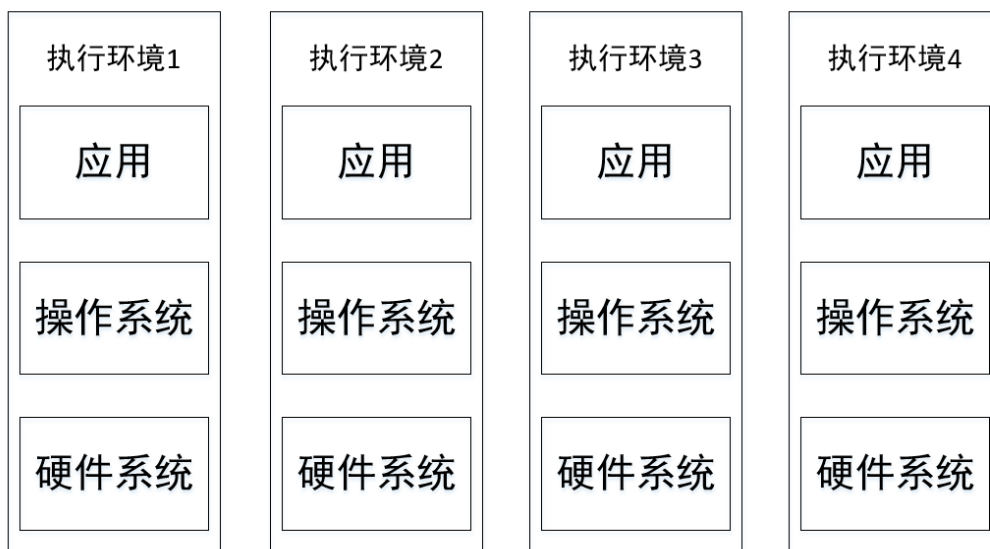 执行环境1
执行环境2
执行环境3
执行环境4
应用
应用
应用
应用
操作系统
操作系统
操作系统
操作系统
硬件系统
硬件系统
硬件系统
硬件系统